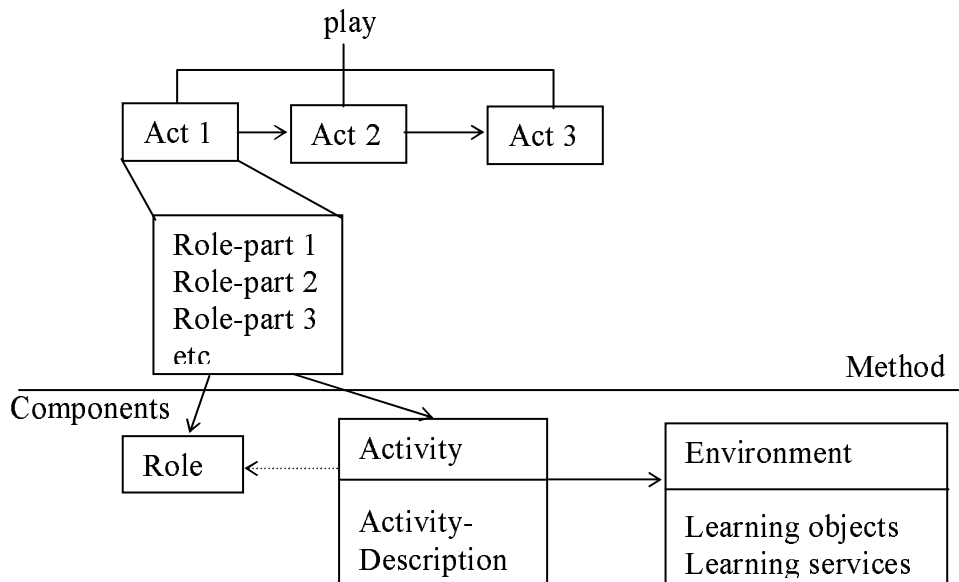 play
Act 1
Act 2
Act 3
Role-part 1
Role-part 2
Role-part 3
etc
Method
Components
Role
Activity
Environment
Activity-
Description
Learning objects
Learning services